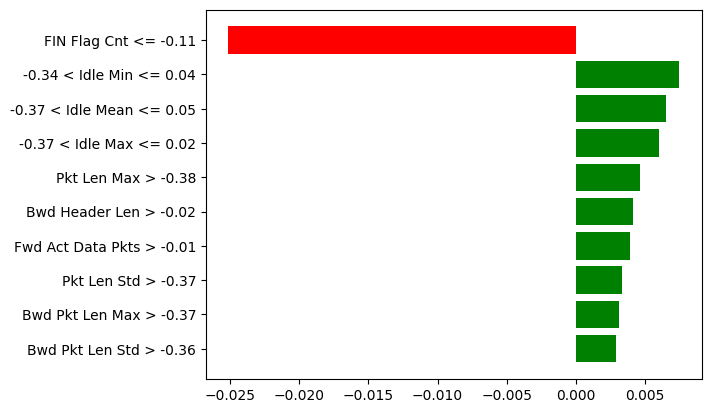 FIN Flag Cnt <= -0.11
-0.34 < Idle Min <= 0.04
-0.37 < Idle Mean <= 0.05
-0.37 < Idle Max <= 0.02
Pkt Len Max > -0.38
Bwd Header Len > -0.02
Fwd Act Data Pkts > -0.01
Pkt Len Std > -0.37
Bwd Pkt Len Max > -0.37
Bwd Pkt Len Std > -0.36
−0.025 −0.020 −0.015 −0.010 −0.005 0.000 0.005